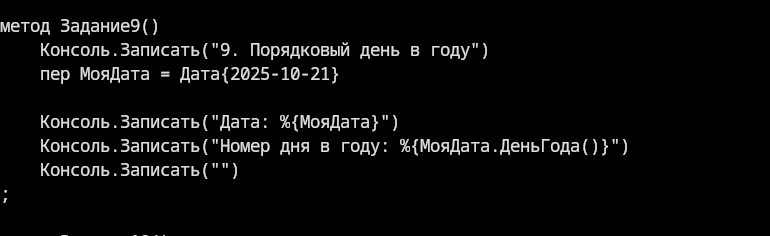 метод Задание9()
    Консоль.Записать("9. Порядковый день в году")
    пер МояДата = Дата{2025-10-21}
    Консоль.Записать("Дата: %{МояДата}")
    Консоль.Записать("Номер дня в году: %{МояДата.ДеньГода()}")
    Консоль.Записать("")
;